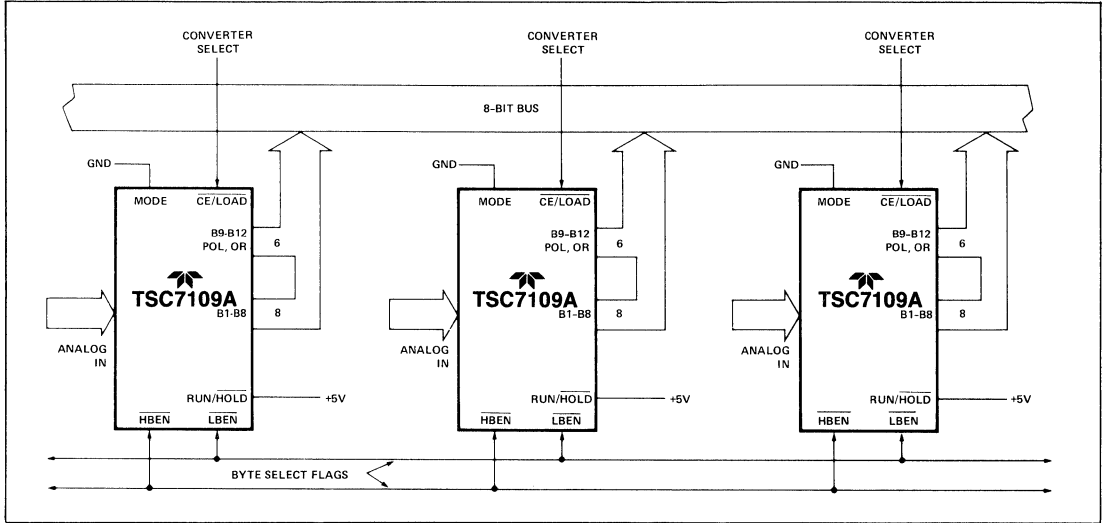 CONVERTER
SELECT
CONVERTER
SELECT
CONVERTER
SELECT
8-BIT BUS
GND
MODE
CE/LOAD
B9-B12
POL, OR
6
TSC7109A
B1-B8
8
ANALOG
IN
RUN/HOLD
+5V
HBEN
LBEN
GND
MODE
CE/LOAD
B9-B12
POL, OR
6
TSC7109A
B1-B8
8
ANALOG
IN
RUN/HOLD
+5V
HBEN
LBEN
GND
MODE
CE/LOAD
B9-B12
POL, OR
6
TSC7109A
B1-B8
8
ANALOG
IN
RUN/HOLD
+5V
HBEN
LBEN
BYTE SELECT FLAGS